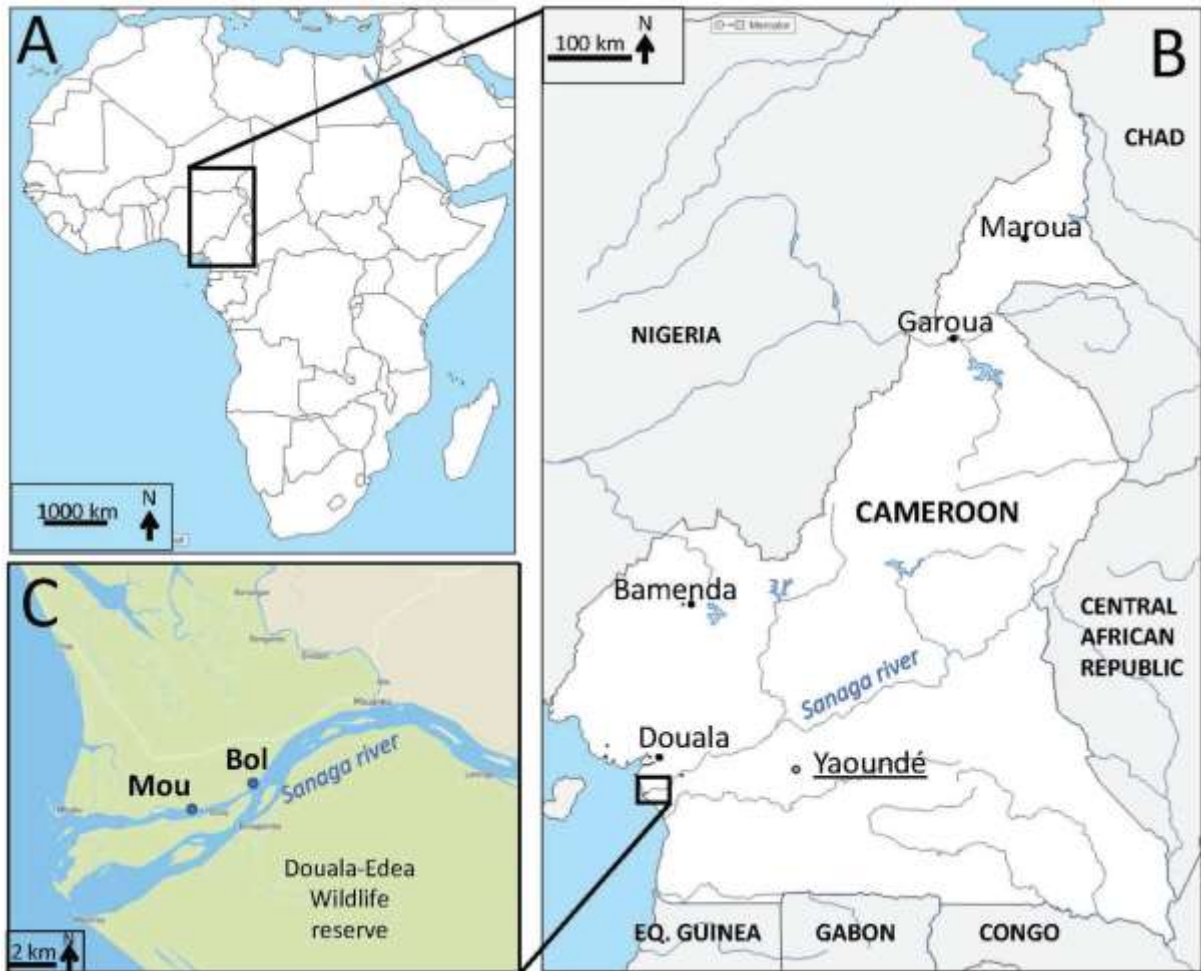 A
1000 km
N
B
100 km
N
CHAD
Maroua
Garoua
NIGERIA
CAMEROON
Bamenda
CENTRAL
AFRICAN
REPUBLIC
Sanaga river
Douala
Yaoundé
EQ. GUINEA
GABON
CONGO
C
Bol
Mou
Sanaga river
Douala-Edea
Wildlife
reserve
2 km
N